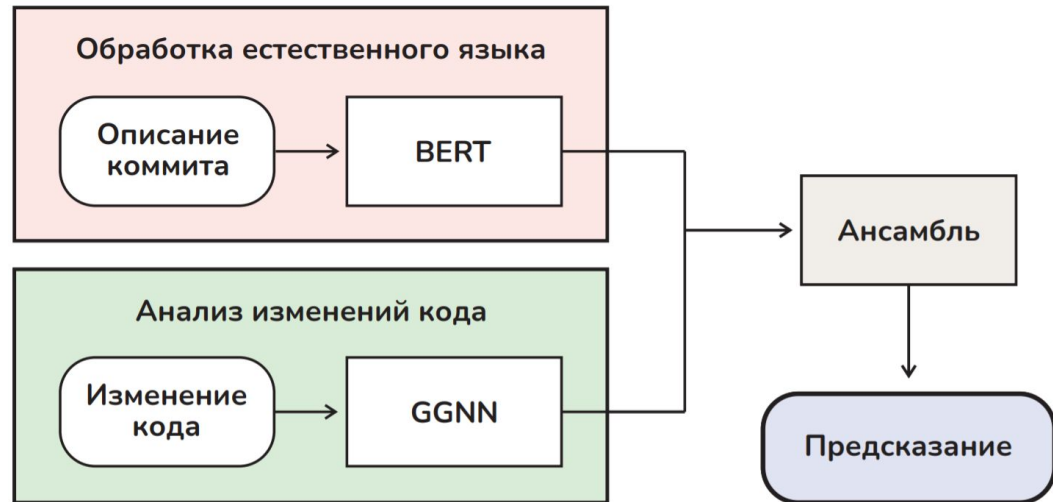 Обработка естественного языка
Описание
коммита
BERT
Ансамбль
Анализ изменений кода
Изменение
кода
GGNN
Предсказание